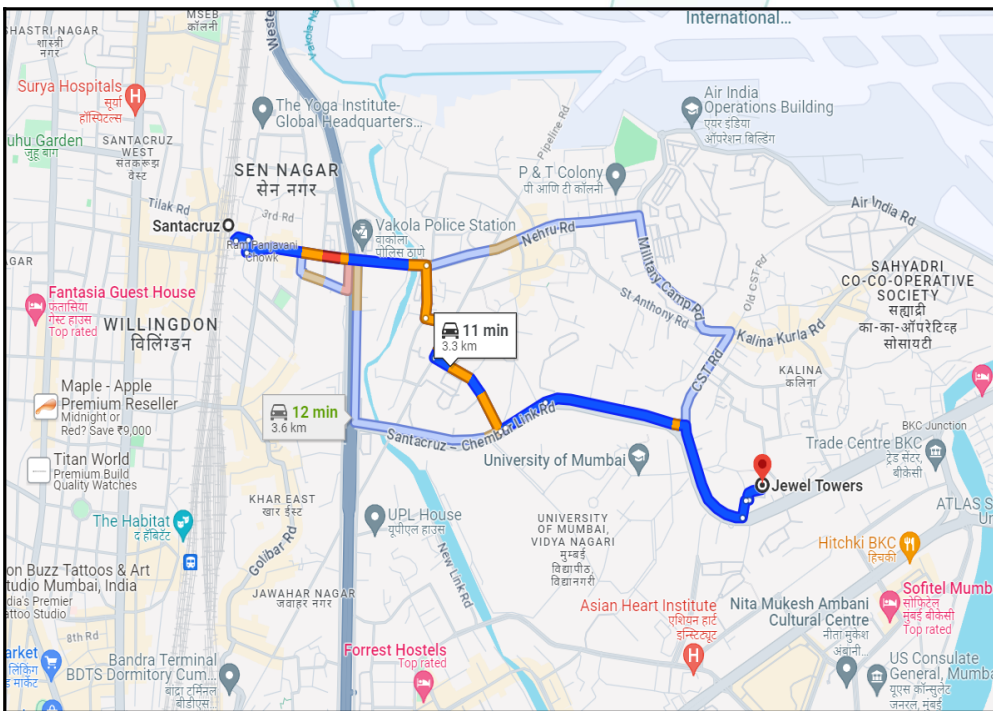 MSEB
कॉलनी
International...
SHASTRI NAGAR
शास्त्री
नगर
Weste
Vakola Na
Surya Hospitals
सूर्या
हॉस्पिटल्स
The Yoga Institute-
Global Headquarters...
Air India
Operations Building
एयर इंडिया
ऑपरेशन बिल्डिंग
Pipeline Rd
uhu Garden
जुहू बाग
SANTACRUZ
WEST
सांताक्रूझ
वेस्ट
SEN NAGAR
सेन नगर
P & T Colony
पी आणि टी कॉलनी
Tilak Rd
3rd Rd
Air India Rd
Santacruz
Vakola Police Station
वाकोला
पोलिस ठाणे
Nehru Rd
Ram Panjavani
Chowk
AGAR
Military Camp Rd
Old CST Rd
SAHYADRI
CO-CO-OPERATIVE
SOCIETY
सह्याद्री
का-का-ऑपरेटिव्ह
सोसायटी
Fantasia Guest House
फंतासिया
गेस्ट हाउस
Top rated
St Anthony Rd
WILLINGDON
विलिंग्डन
11 min
3.3 km
Kalina Kurla Rd
CST Rd
KALINA
कलिना
Maple - Apple
Premium Reseller
Midnight or
Red? Save ₹9,000
12 min
3.6 km
Santacruz - Chembur Link Rd
BKC Junction
Trade Centre BKC
ट्रेड सेंटर,
बीकेसी
Titan World
Premium Build
Quality Watches
University of Mumbai
Jewel Towers
KHAR EAST
खार ईस्ट
ATLAS S
Un
The Habitat
द हॅबिटॅट
UPL House
यूपीएल हाउस
UNIVERSITY
OF MUMBAI,
VIDYA NAGARI
मुम्बई
विद्यापीठ,
विद्यानगरी
Golibar Rd
New Link Rd
Hitchki BKC
हिचकी
on Buzz Tattoos & Art
tudio Mumbai, India
dia's Premier
attoo Studio
JAWAHAR NAGAR
जवाहर नगर
Asian Heart Institute
एशियन हार्ट
इन्स्टिट्यूट
Nita Mukesh Ambani
Cultural Centre
नीता मुकेश
अंबानी...
Sofitel Mumb
सोफिटेल
मुंबई बीकेसी
Top rated
8th Rd
arket
लिंकिंग
ड मार्केट
Bandra Terminal
BDTS Dormitory Cum...
बांद्रा टर्मिनल
बीडीएस...
Forrest Hostels
Top rated
US Consulate
General, Mumba
यूएस कॉन्सुलेट
जनरल, मुंबई